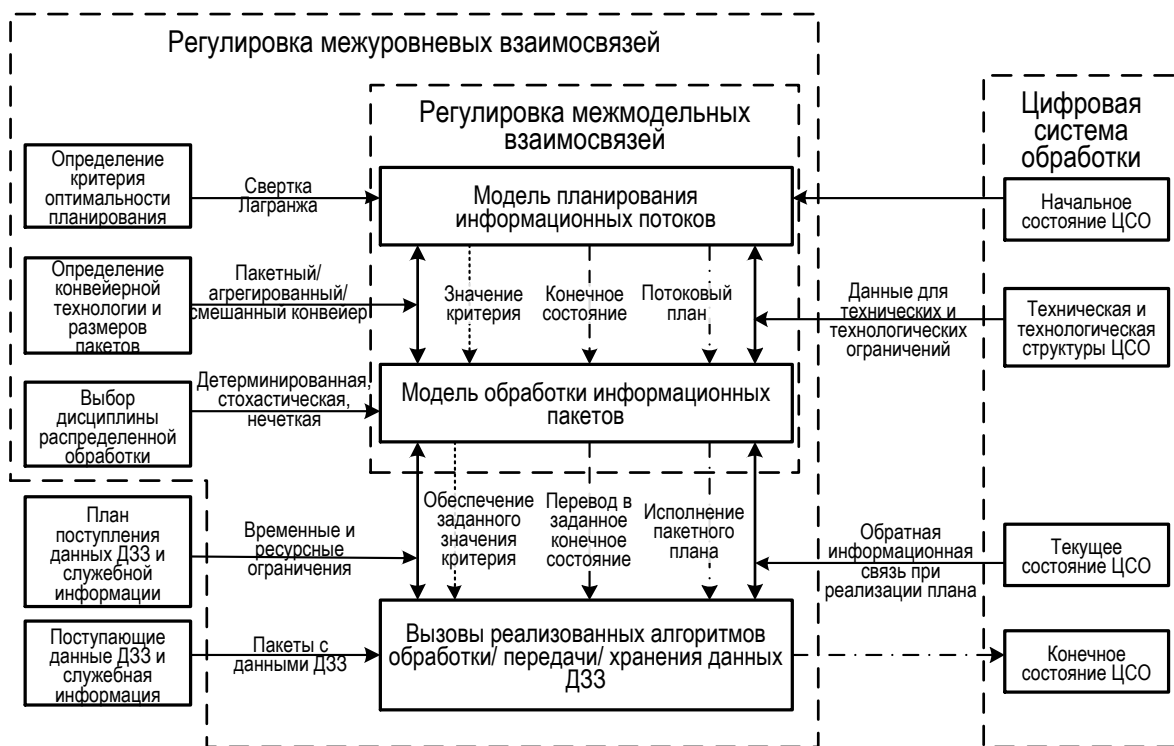 Регулировка межуровневых взаимосвязей
Регулировка межмодельных
взаимосвязей
Цифровая
система
обработки
Определение
критерия
оптимальности
планирования
Свертка
Лагранжа
Модель планирования
информационных потоков
Начальное
состояние ЦСО
Определение
конвейерной
технологии и
размеров
пакетов
Пакетный/
агрегированный/
смешанный конвейер
Значение
критерия
Конечное
состояние
Потоковый
план
Данные для
технических и
технологических
ограничений
Техническая и
технологическая
структуры ЦСО
Выбор
дисциплины
распределенной
обработки
Детерминированная,
стохастическая,
нечеткая
Модель обработки информационных
пакетов
План
поступления
данных ДЗЗ и
служебной
информации
Временные и
ресурсные
ограничения
Обеспечение
заданного
значения
критерия
Перевод в
заданное
конечное
состояние
Исполнение
пакетного
плана
Обратная
информационная
связь при
реализации плана
Текущее
состояние ЦСО
Поступающие
данные ДЗЗ и
служебная
информация
Пакеты с
данными ДЗЗ
Вызовы реализованных алгоритмов
обработки/ передачи/ хранения данных
ДЗЗ
Конечное
состояние ЦСО